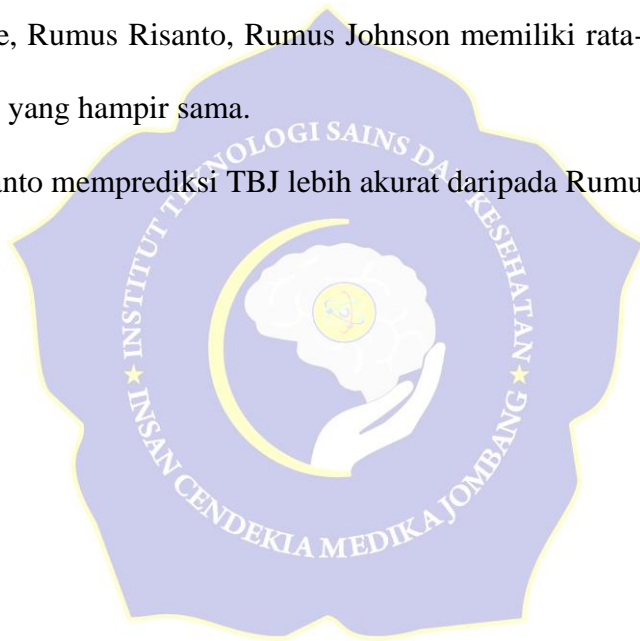 e, Rumus Risanto, Rumus Johnson memiliki rata-
yang hampir sama.
anto memprediksi TBJ lebih akurat daripada Rumu
INSTITUT TEKNOLOGI SAINS DAN KESEHATAN
★ INSAN CENDEKIA MEDIKA JOMBANG ★